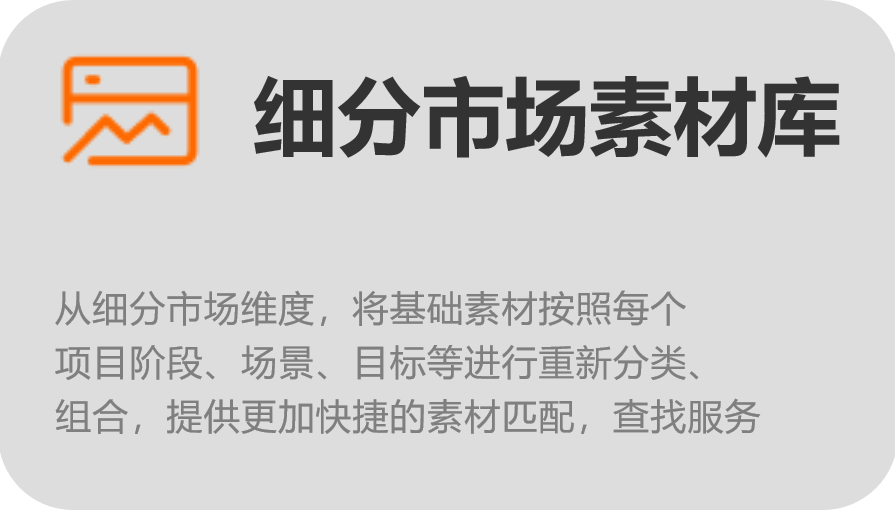 细分市场素材库
从细分市场维度，将基础素材按照每个
项目阶段、场景、目标等进行重新分类、
组合，提供更加快捷的素材匹配，查找服务